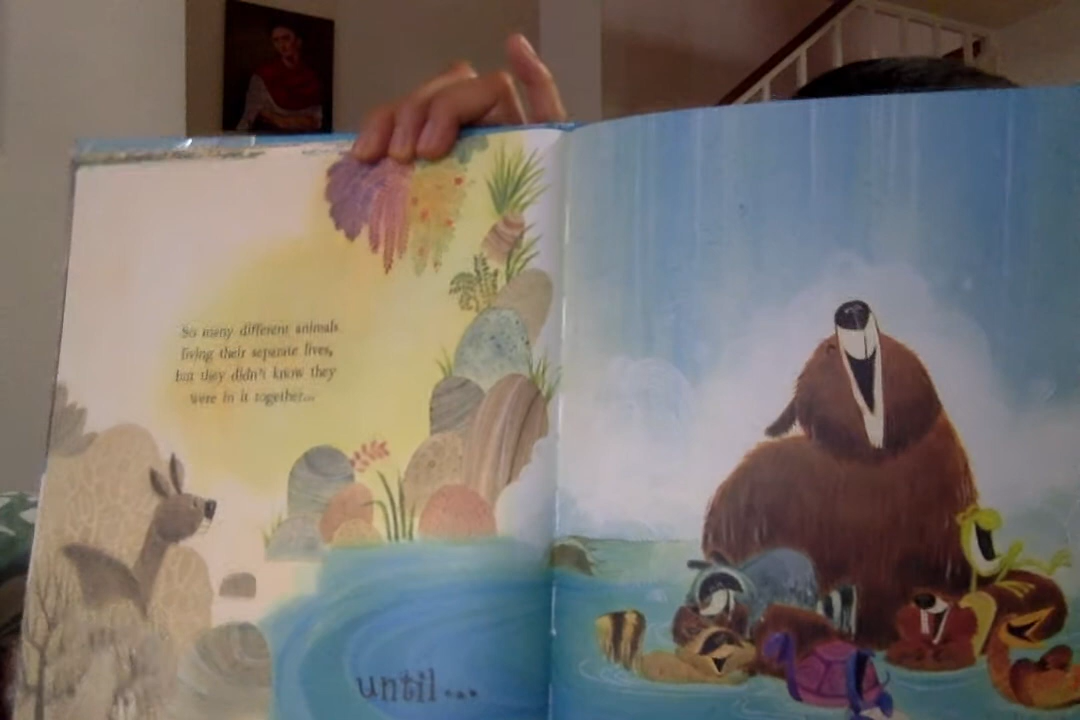 So many different animals
living their separate lives,
but they didn't know they
were in it together...
until...